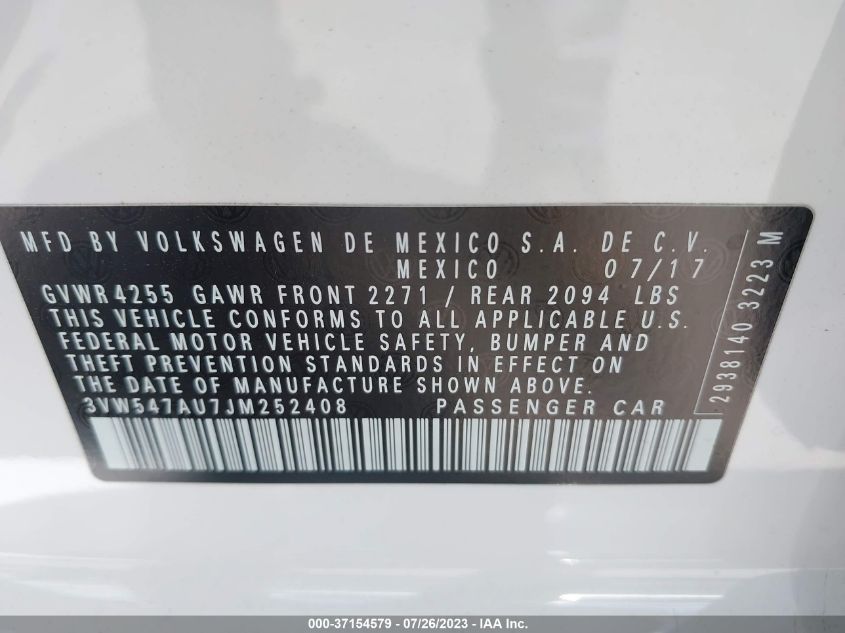 MFD BY VOLKSWAGEN DE MEXICO S.A. DE C.V.
MEXICO 07/17
GVWR4255 GAWR FRONT 2271 / REAR 2094 LBS
THIS VEHICLE CONFORMS TO ALL APPLICABLE U.S.
FEDERAL MOTOR VEHICLE SAFETY, BUMPER AND
THEFT PREVENTION STANDARDS IN EFFECT ON
THE DATE OF MANUFACTURE SHOWN ABOVE.
3VW547AU7JM252408 PASSENGER CAR
2938140 3223 M
000-37154579 / 07/26/2023 - IAA Inc.